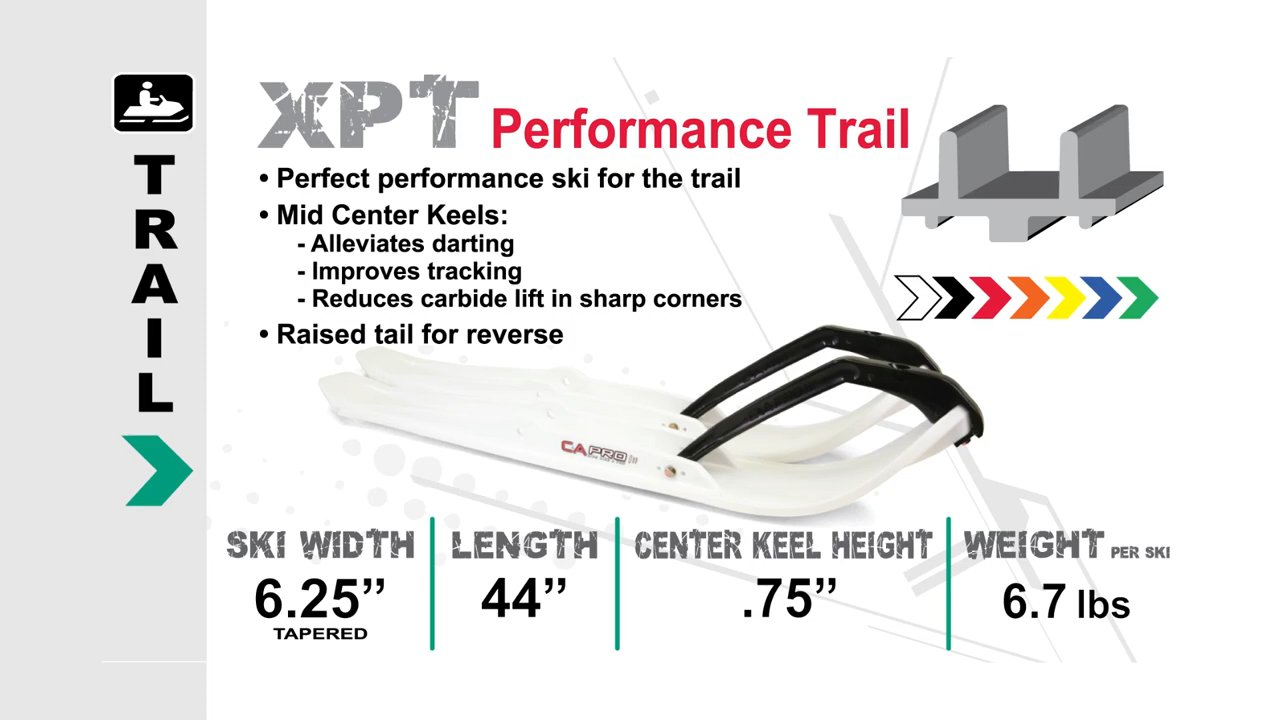 TRAIL
XPT Performance Trail
• Perfect performance ski for the trail
• Mid Center Keels:
- Alleviates darting
- Improves tracking
- Reduces carbide lift in sharp corners
• Raised tail for reverse
CA PRO
SKI WIDTH
6.25”
TAPERED
LENGTH
44”
CENTER KEEL HEIGHT
.75”
WEIGHT PER SKI
6.7 lbs